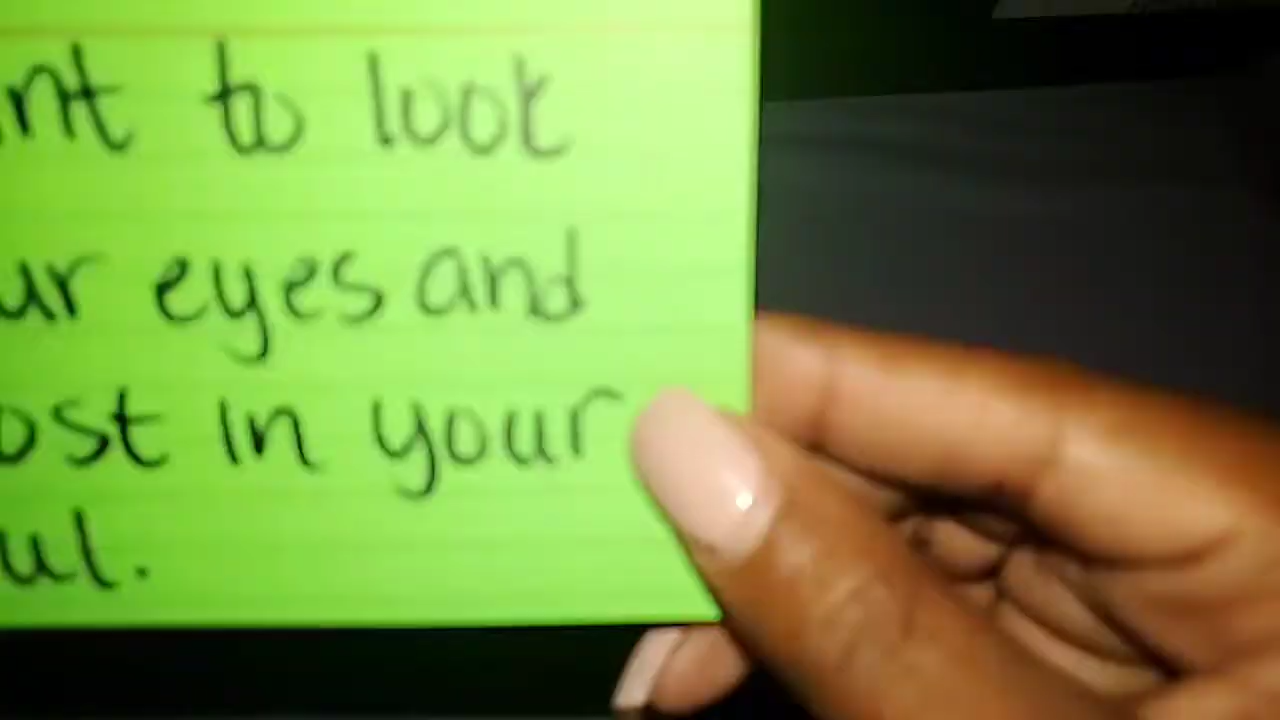 nt to look
ur eyes and
ost in your
ul.